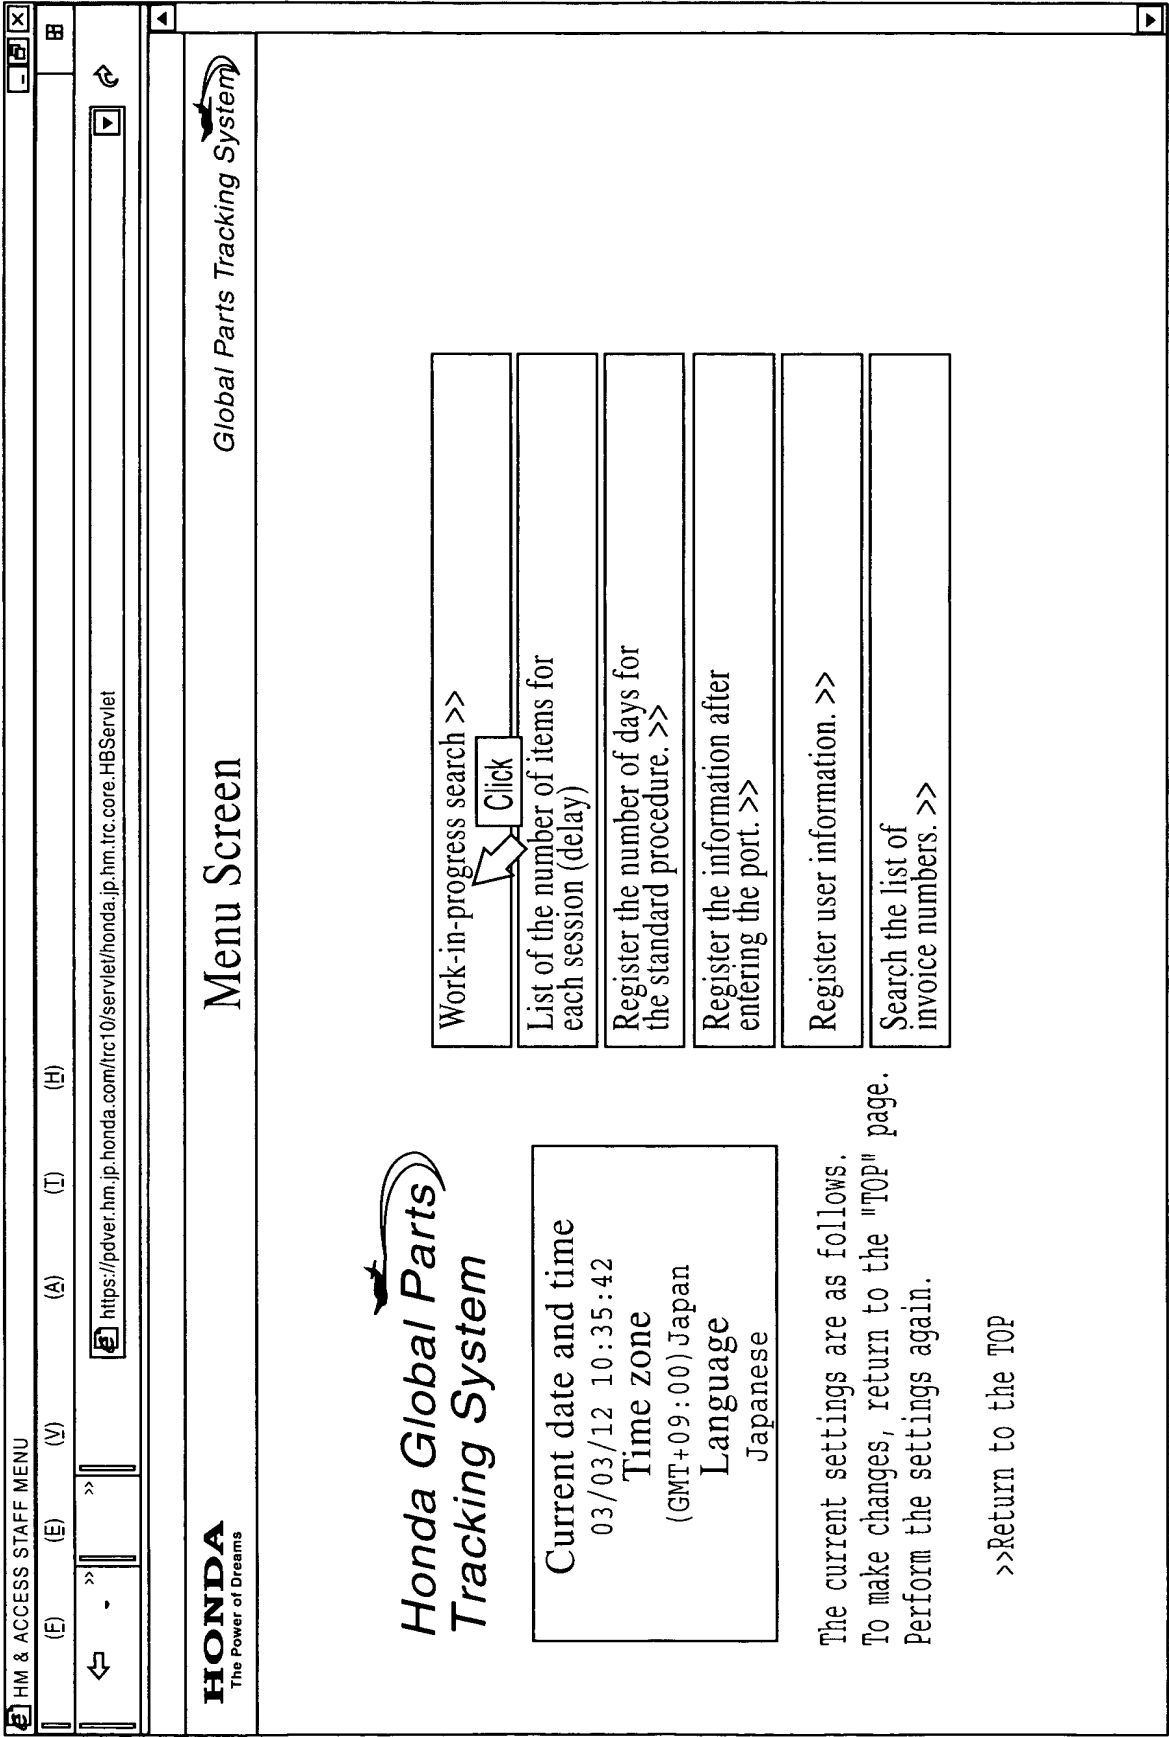 HM & ACCESS STAFF MENU
(F) (E) (V) (A) (T) (H)
https://pdver.hm.jp.honda.com/trc10/servlet/honda.jp.hm.trc.core.HBServlet
HONDA
The Power of Dreams
Menu Screen
Global Parts Tracking System
Honda Global Parts
Tracking System
Current date and time
03/03/12 10:35:42
Time zone
(GMT+09:00)Japan
Language
Japanese
The current settings are as follows.
To make changes, return to the "TOP" page.
Perform the settings again.
>>Return to the TOP
Work-in-progress search >>
Click
List of the number of items for
each session (delay)
Register the number of days for
the standard procedure. >>
Register the information after
entering the port. >>
Register user information. >>
Search the list of
invoice numbers. >>